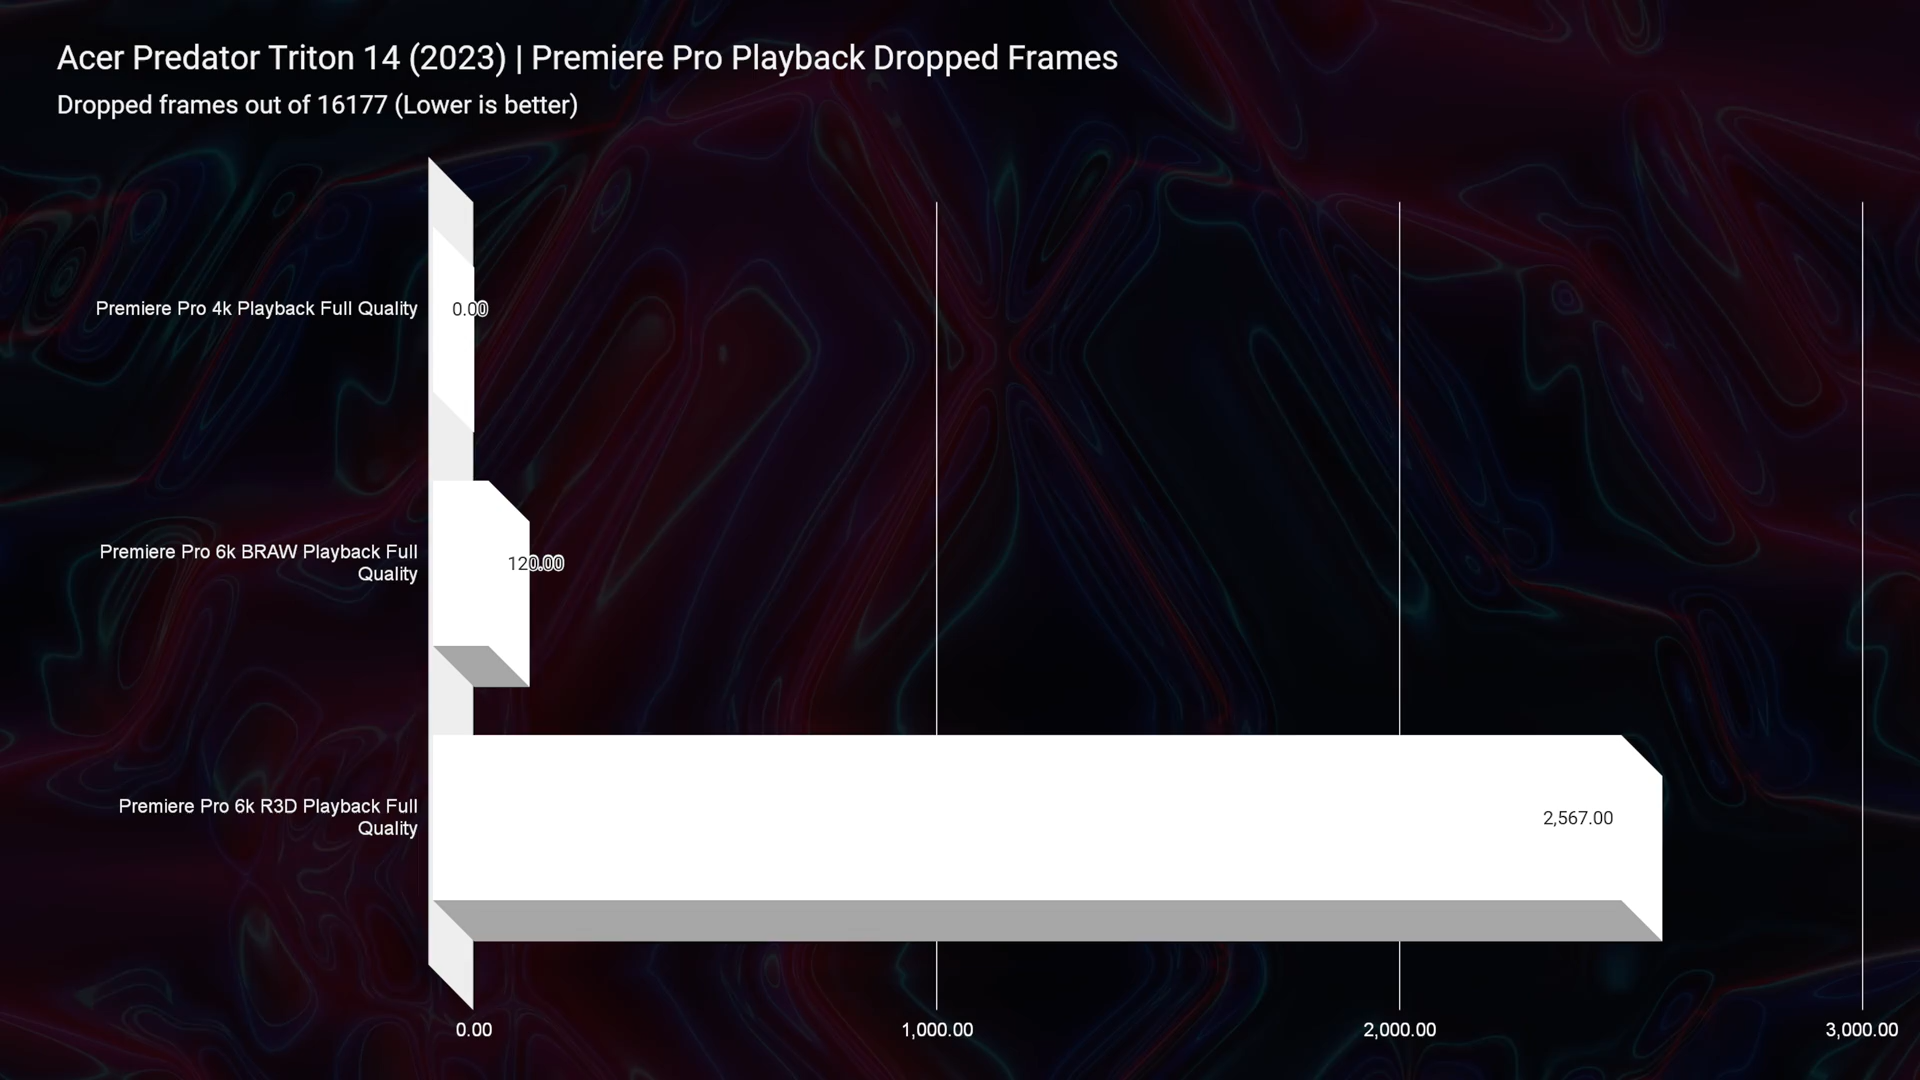 Acer Predator Triton 14 (2023) | Premiere Pro Playback Dropped Frames
Dropped frames out of 16177 (Lower is better)
Premiere Pro 4k Playback Full Quality
0.00
Premiere Pro 6k BRAW Playback Full
Quality
120.00
Premiere Pro 6k R3D Playback Full
Quality
2,567.00
0.00
1,000.00
2,000.00
3,000.00